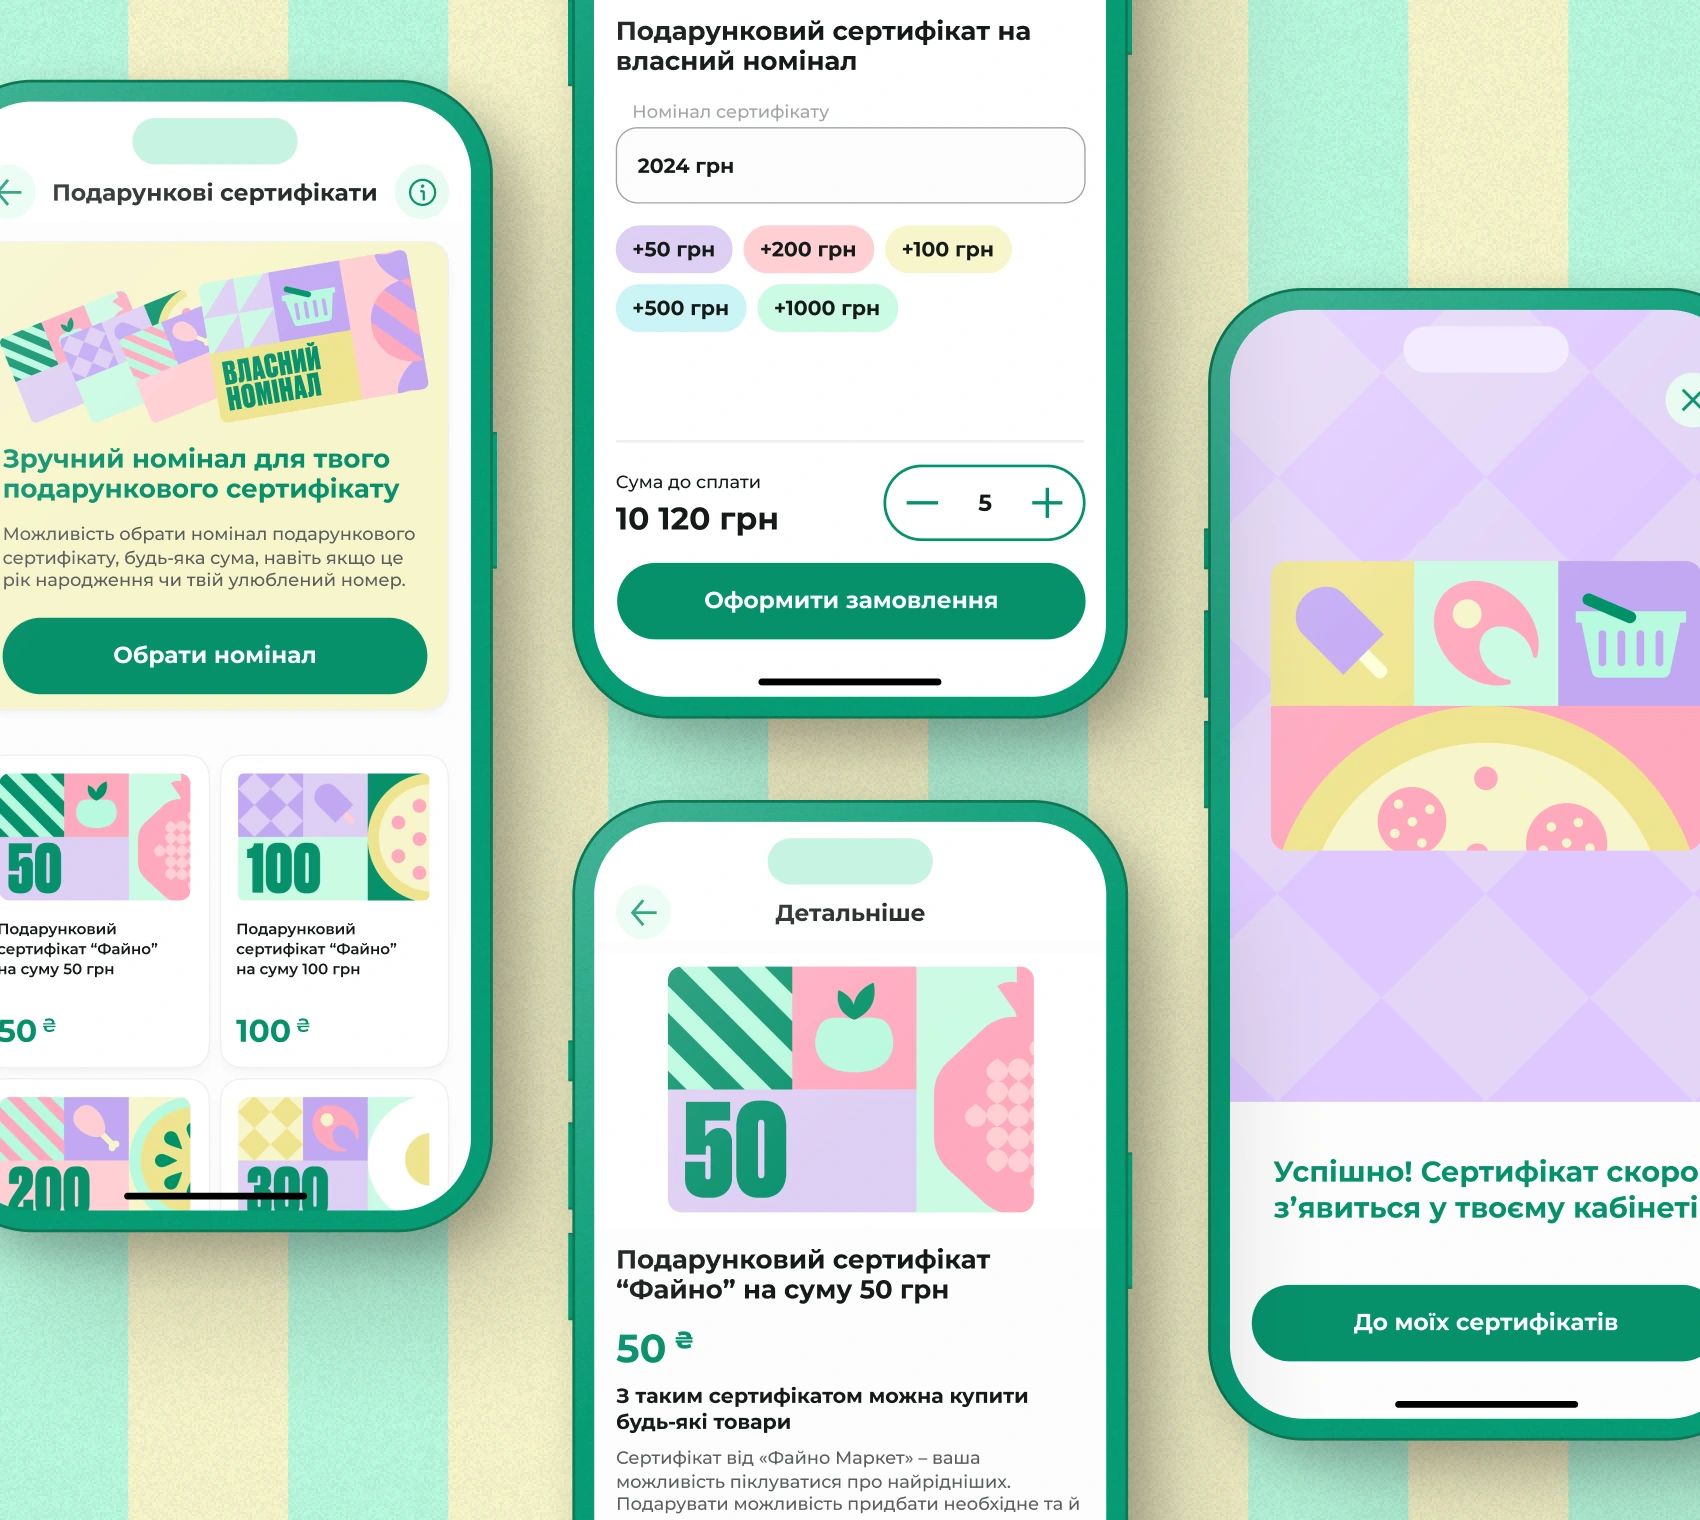 Подарункові сертифікати
ВЛАСНИЙ
НОМІНАЛ
Зручний номінал для твого
подарункового сертифікату
Можливість обрати номінал подарункового
сертифікату, будь-яка сума, навіть якщо це
рік народження чи твій улюблений номер.
Обрати номінал
50
Подарунковий
сертифікат “Файно”
на суму 50 грн
50 ₴
100
Подарунковий
сертифікат “Файно”
на суму 100 грн
100 ₴
200
300
Подарунковий сертифікат на
власний номінал
Номінал сертифікату
2024 грн
+50 грн +200 грн +100 грн
+500 грн +1000 грн
Сума до сплати
10 120 грн
5
Оформити замовлення
Детальніше
50
Подарунковий сертифікат
“Файно” на суму 50 грн
50 ₴
З таким сертифікатом можна купити
будь-які товари
Сертифікат від «Файно Маркет» – ваша
можливість піклуватися про найрідніших.
Подарувати можливість придбати необхідне та й
Успішно! Сертифікат скоро
з’явиться у твоєму кабінеті
До моїх сертифікатів